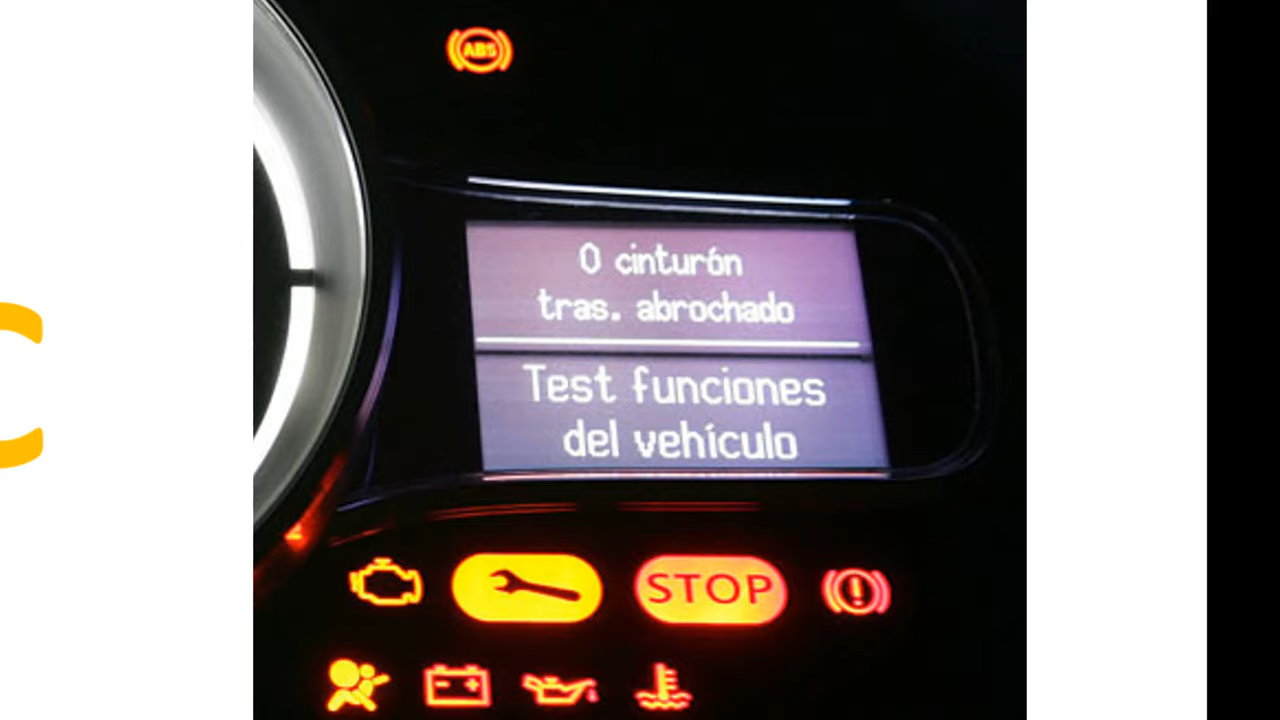 ABS
0 cinturón
tras. abrochado
Test funciones
del vehículo
STOP